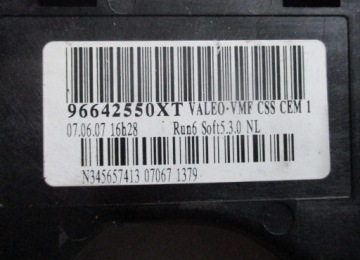 96642550XT VALEO-VMF CSS CEM 1
07.06.07 16h28 Run6 Soft5.3.0 NL
N345657413 07067 1379